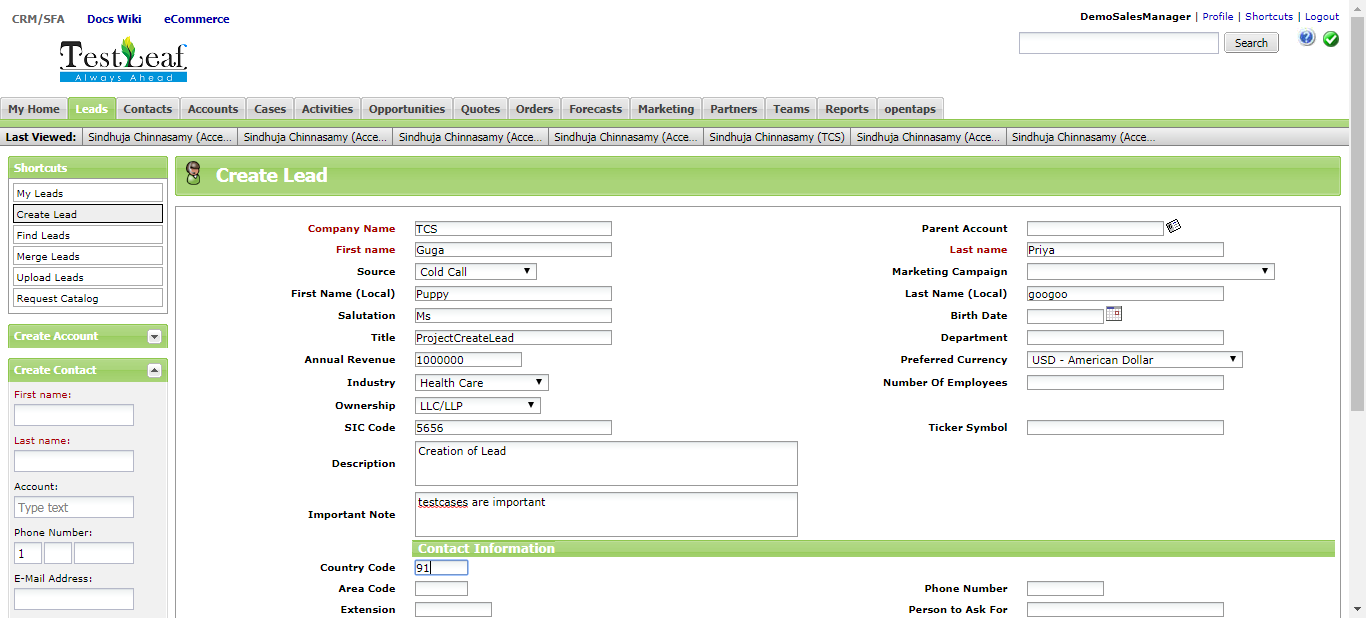 CRM/SFA Docs Wiki eCommerce
DemoSalesManager | Profile | Shortcuts | Logout
TestLeaf
Always Ahead
Search
?
My Home Leads Contacts Accounts Cases Activities Opportunities Quotes Orders Forecasts Marketing Partners Teams Reports opentaps
Last Viewed: Sindhuja Chinnasamy (Acce... Sindhuja Chinnasamy (Acce... Sindhuja Chinnasamy (Acce... Sindhuja Chinnasamy (Acce... Sindhuja Chinnasamy (TCS) Sindhuja Chinnasamy (Acce... Sindhuja Chinnasamy (Acce...
Shortcuts
My Leads
Create Lead
Find Leads
Merge Leads
Upload Leads
Request Catalog
Create Account
Create Contact
First name:
Last name:
Account:
Type text
Phone Number:
1
E-Mail Address:
Create Lead
Company Name TCS Parent Account
First name Guga Last name Priya
Source Cold Call Marketing Campaign
First Name (Local) Puppy Last Name (Local) googoo
Salutation Ms Birth Date
Title ProjectCreateLead Department
Annual Revenue 1000000 Preferred Currency USD - American Dollar
Industry Health Care Number Of Employees
Ownership LLC/LLP
SIC Code 5656 Ticker Symbol
Description Creation of Lead
Important Note testcases are important
Contact Information
Country Code 91
Area Code Phone Number
Extension Person to Ask For